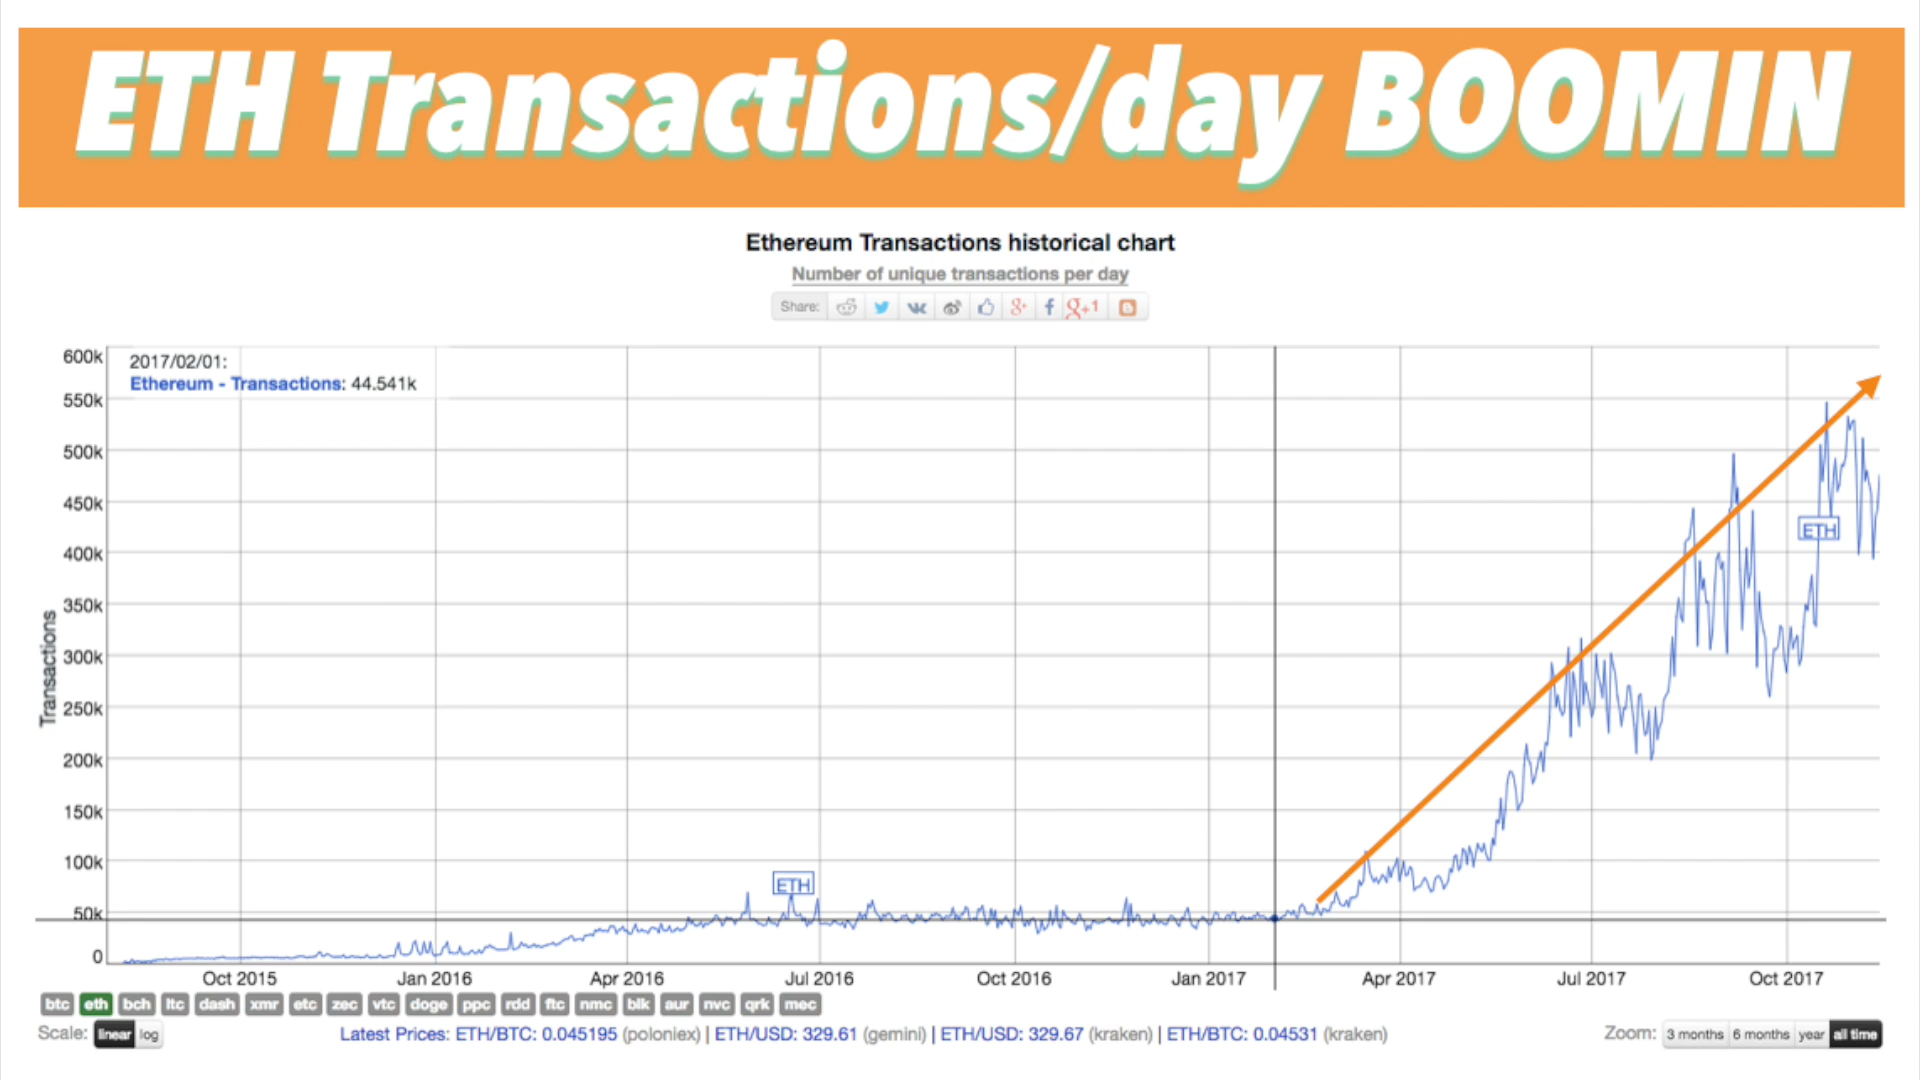 ETH Transactions/day BOOMIN
Ethereum Transactions historical chart
Number of unique transactions per day
Share: +1
2017/02/01:
Ethereum - Transactions: 44.541k
600k
550k
500k
450k
400k
350k
300k
250k
200k
150k
100k
50k
0
Transactions
ETH
ETH
Oct 2015 Jan 2016 Apr 2016 Jul 2016 Oct 2016 Jan 2017 Apr 2017 Jul 2017 Oct 2017
btc eth bch ltc dash xmr etc zec vtc doge ppc rdd ftc nmc blk aur nvc qrk mec
Scale: linear log Latest Prices: ETH/BTC: 0.045195 (poloniex) | ETH/USD: 329.61 (gemini) | ETH/USD: 329.67 (kraken) | ETH/BTC: 0.04531 (kraken) Zoom: 3 months 6 months year all time